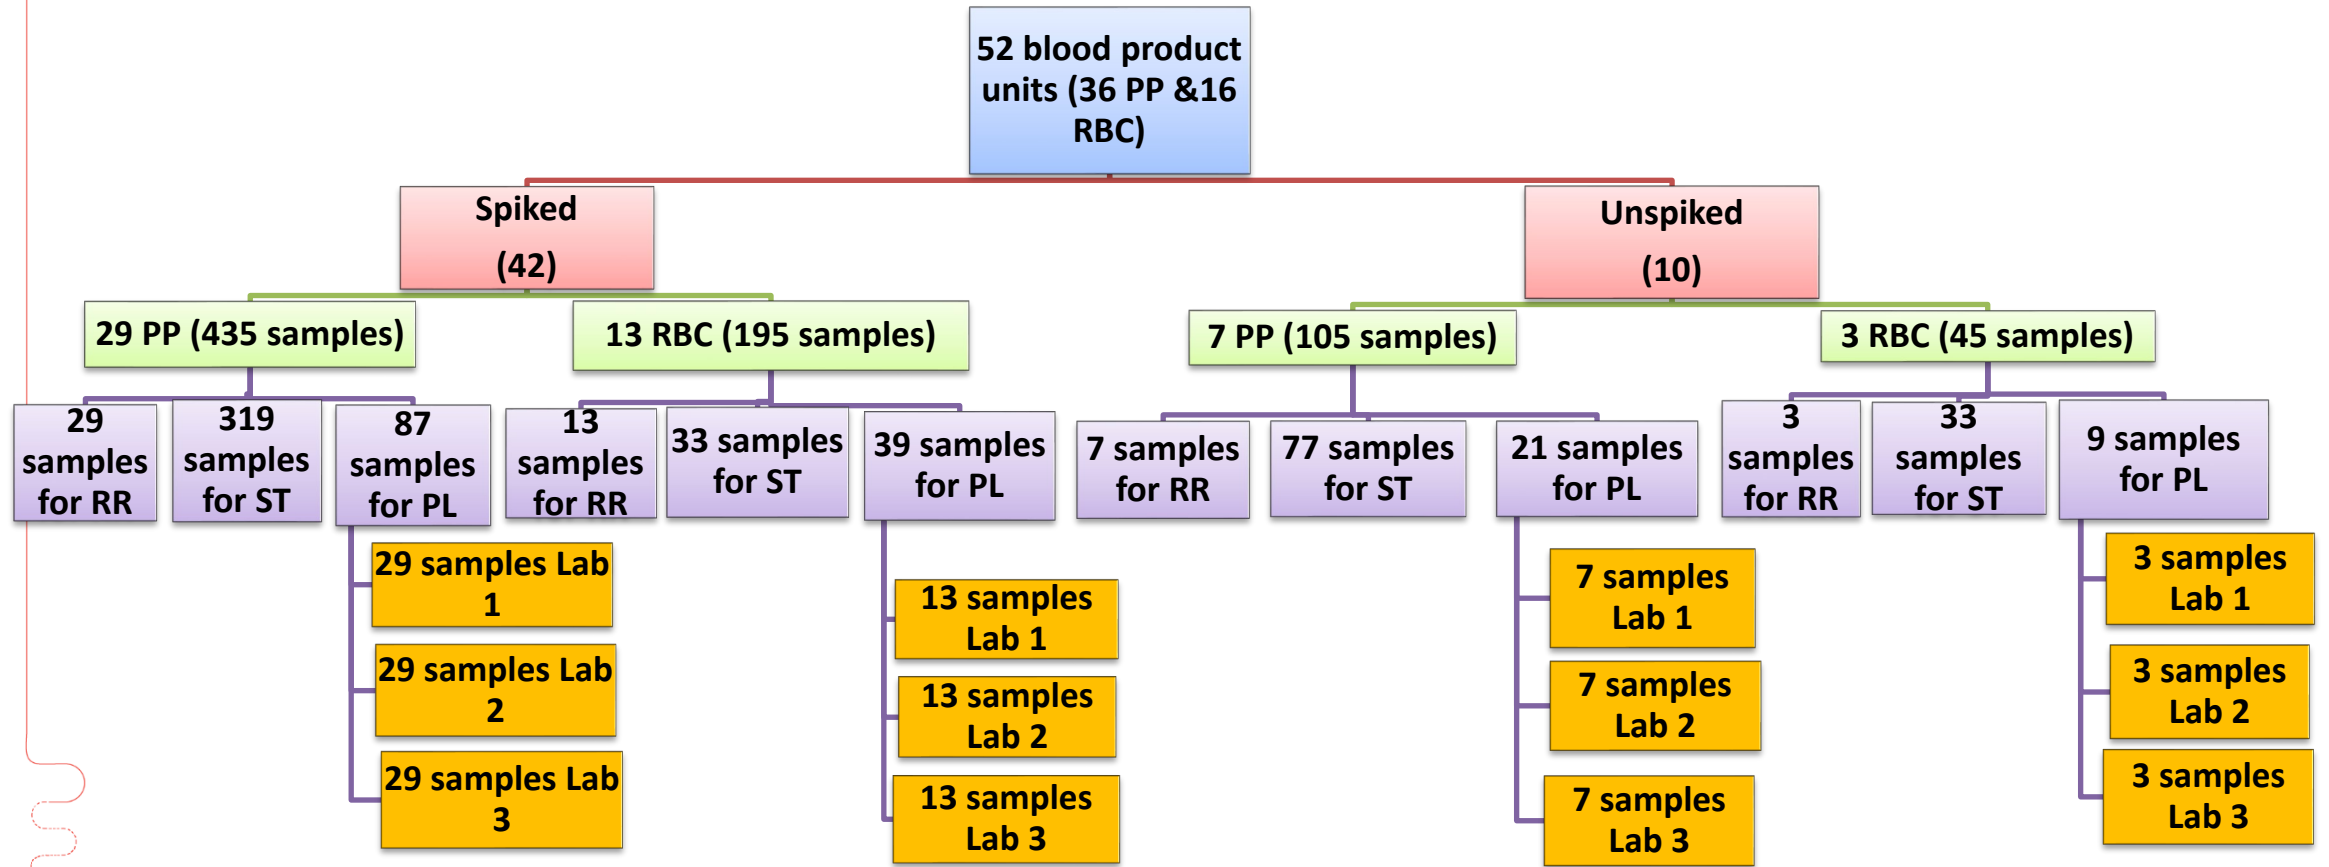 52 blood product
units (36 PP &16
RBC)
Spiked
(42)
Unspiked
(10)
29 PP (435 samples)
13 RBC (195 samples)
7 PP (105 samples)
3 RBC (45 samples)
29
samples
for RR
319
samples
for ST
87
samples
for PL
13
samples
for RR
33 samples
for ST
39 samples
for PL
7 samples
for RR
77 samples
for ST
21 samples
for PL
3
samples
for RR
33
samples
for ST
9 samples
for PL
29 samples Lab
1
29 samples Lab
2
29 samples Lab
3
13 samples
Lab 1
13 samples
Lab 2
13 samples
Lab 3
7 samples
Lab 1
7 samples
Lab 2
7 samples
Lab 3
3 samples
Lab 1
3 samples
Lab 2
3 samples
Lab 3